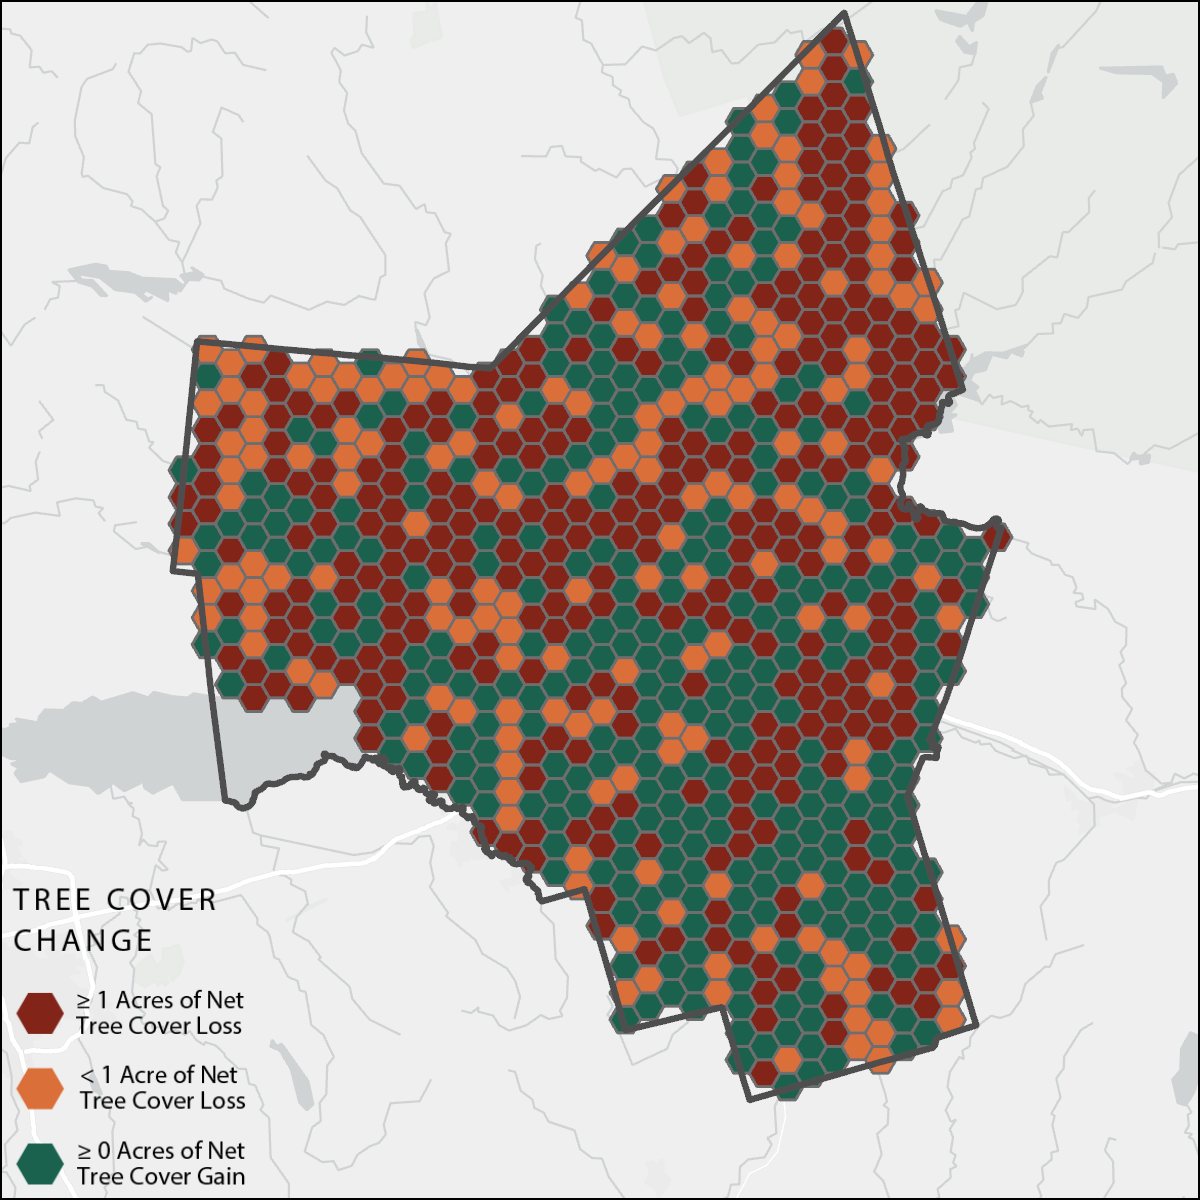 TREE COVER
CHANGE
≥ 1 Acres of Net
Tree Cover Loss
< 1 Acre of Net
Tree Cover Loss
≥ 0 Acres of Net
Tree Cover Gain